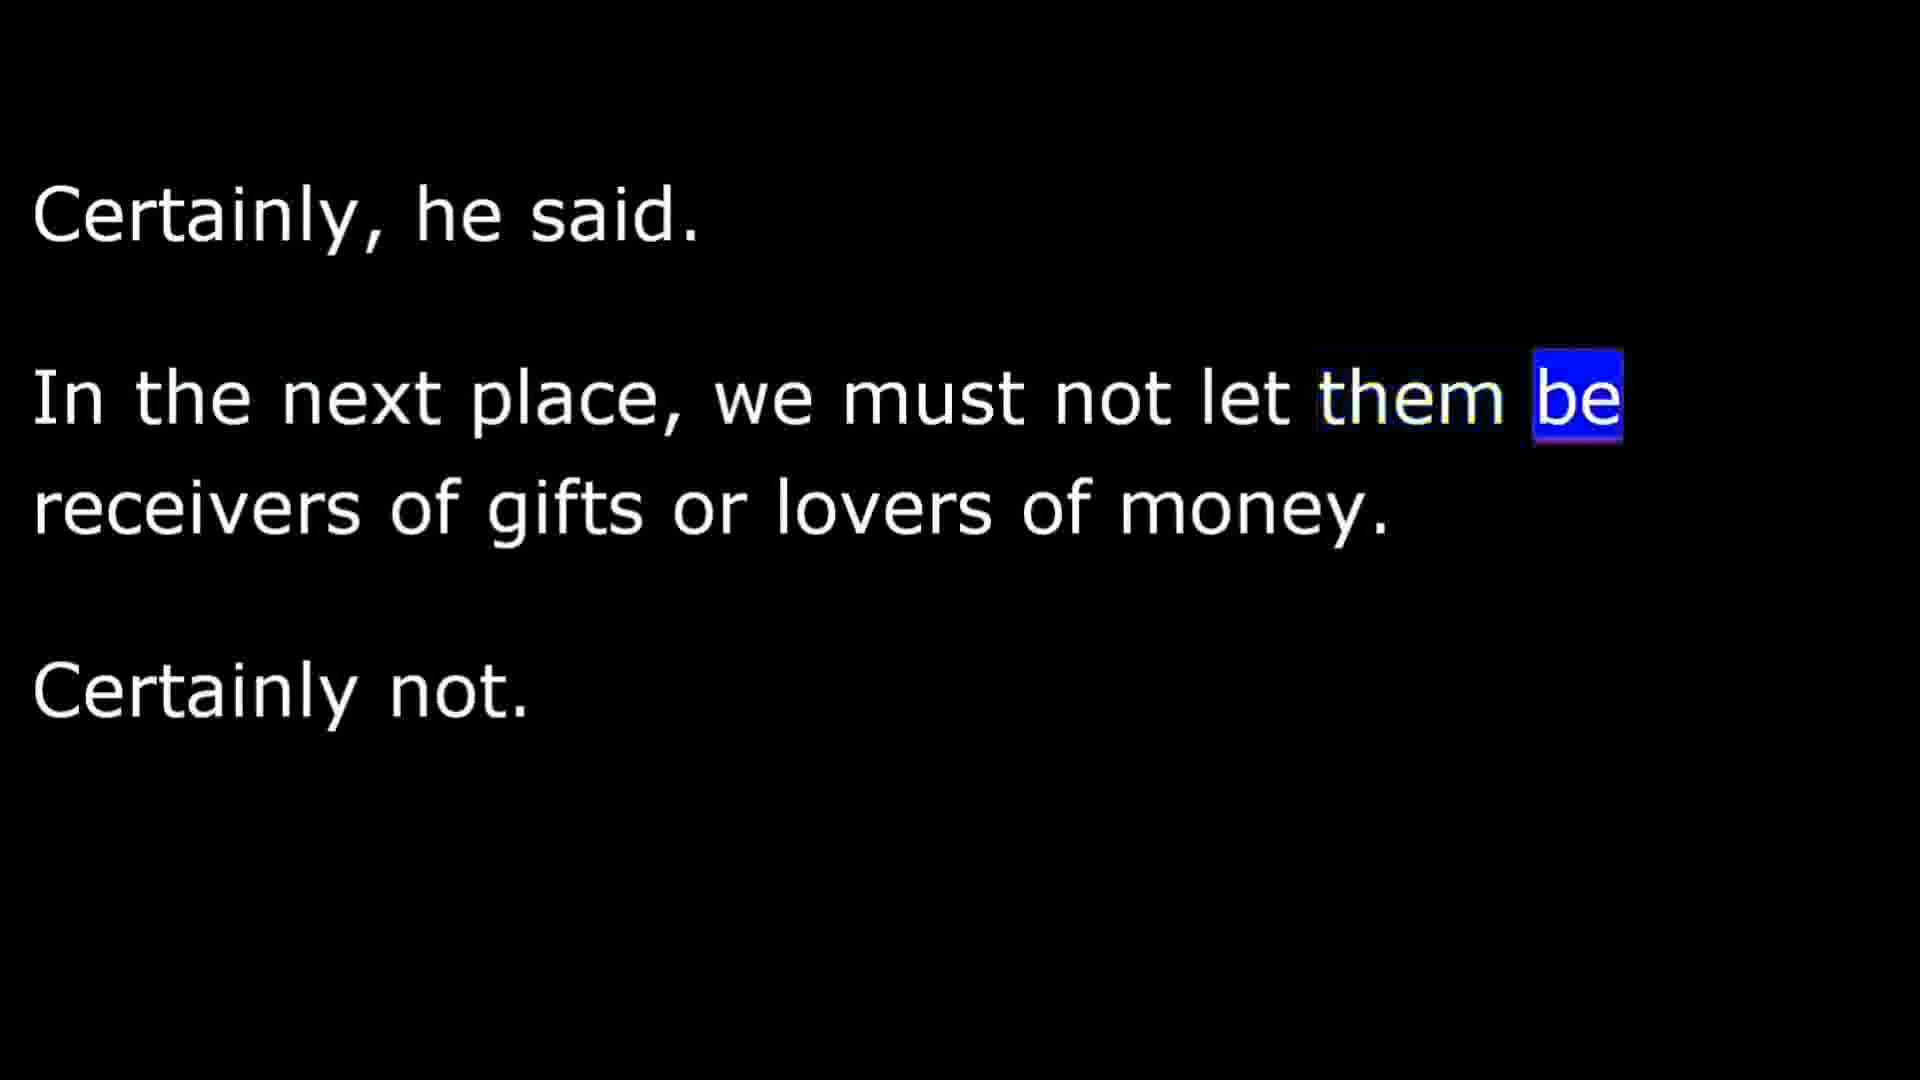 Certainly, he said.
In the next place, we must not let them be
receivers of gifts or lovers of money.
Certainly not.